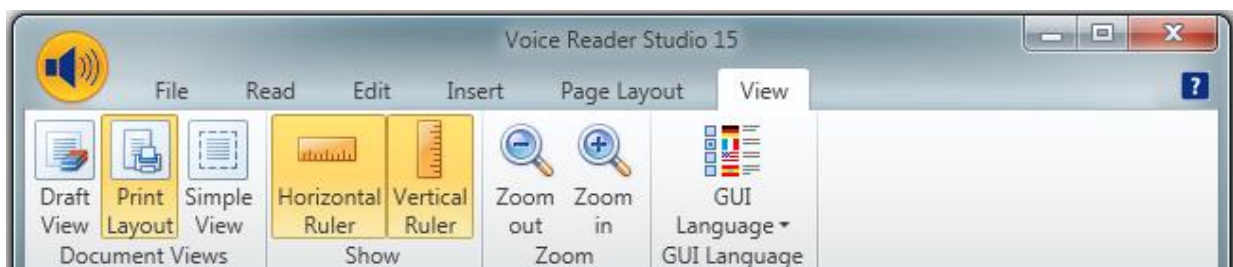 Voice Reader Studio 15
File Read Edit Insert Page Layout View ?
Draft Print Simple Horizontal Vertical Zoom Zoom GUI
View Layout View Ruler Ruler out in Language
Document Views Show Zoom GUI Language